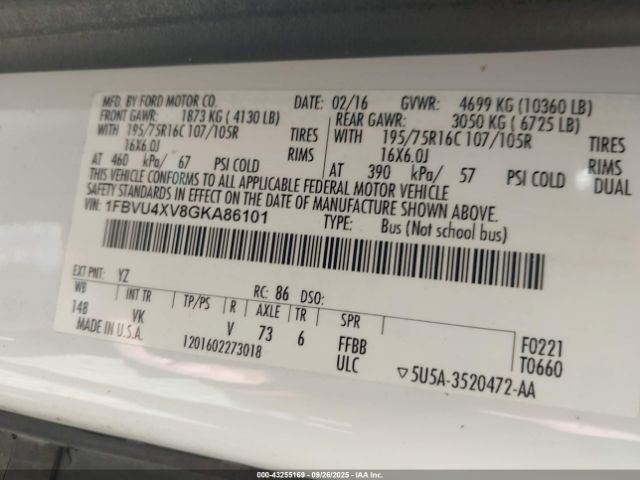 MFD. BY FORD MOTOR CO. DATE: 02/16 GVWR: 4699 KG (10360 LB)
FRONT GAWR: 1873 KG ( 4130 LB) REAR GAWR: 3050 KG ( 6725 LB)
WITH 195/75R16C 107/105R TIRES WITH 195/75R16C 107/105R TIRES
16X6.0J RIMS 16X6.0J RIMS
AT 460 kPa/ 67 PSI COLD AT 390 kPa/ 57 PSI COLD DUAL
THIS VEHICLE CONFORMS TO ALL APPLICABLE FEDERAL MOTOR VEHICLE
SAFETY STANDARDS IN EFFECT ON THE DATE OF MANUFACTURE SHOWN ABOVE.
VIN: 1FBVU4XV8GKA86101 TYPE: Bus (Not school bus)
EXT PNT: YZ RC: 86 DSO:
WB INT TR TP/PS R AXLE TR SPR
148 VK V 73 6 FFBB F0221
MADE IN U.S.A. 1201602273018 ULC T0660
▽5U5A-3520472-AA
000-43255169 - 09/26/2025 - IAAI.COM